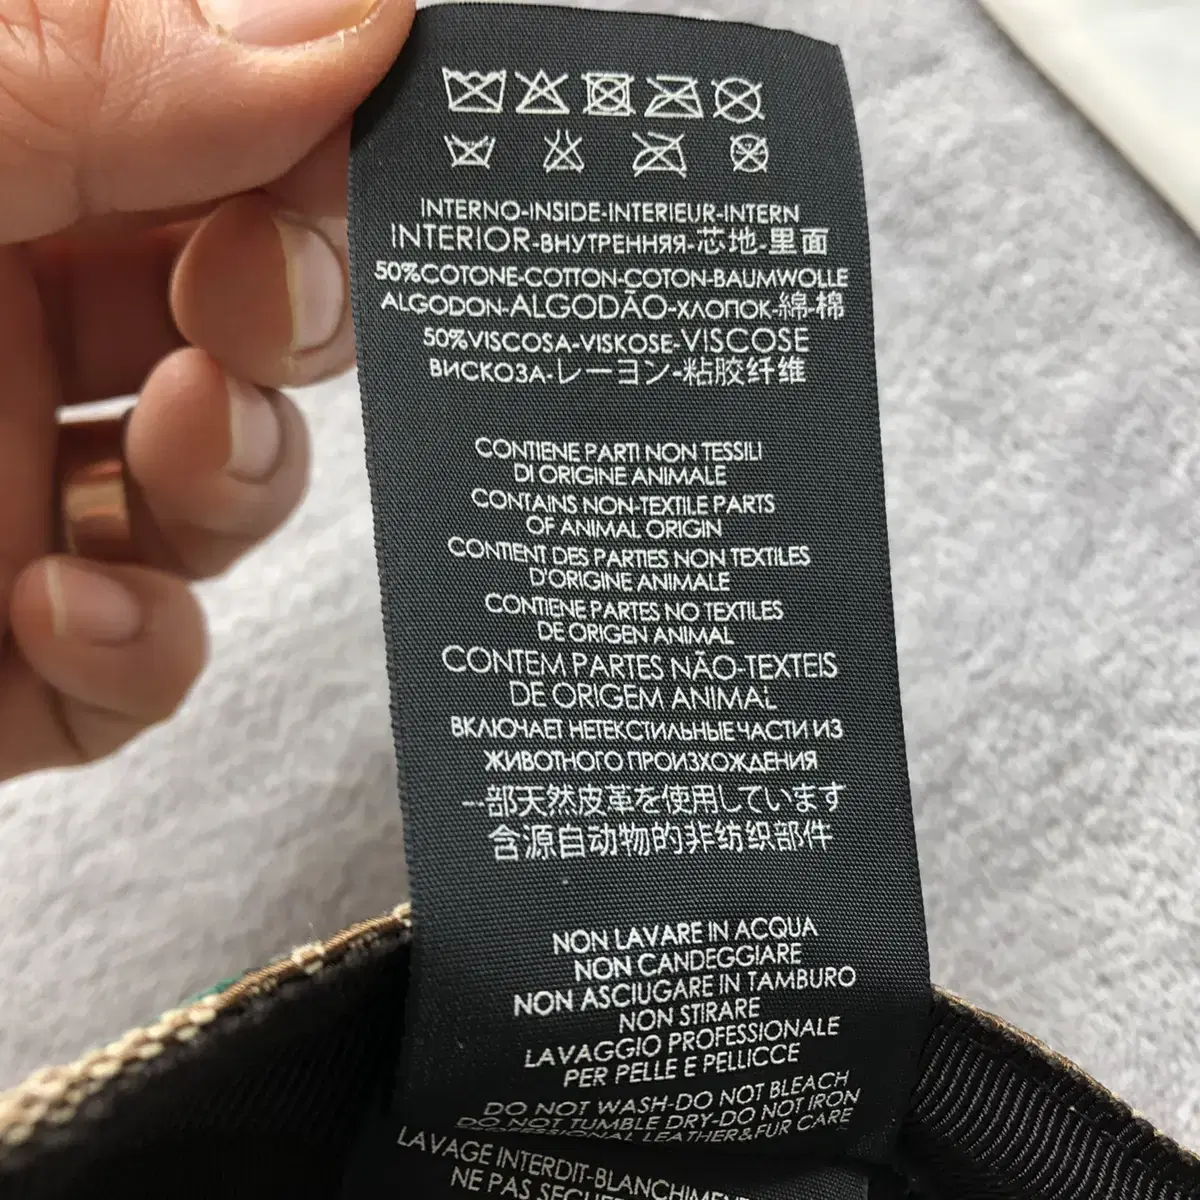 INTERNO-INSIDE-INTERIEUR-INTERN
INTERIOR-ВНУТРЕННЯЯ-芯地-里面
50%COTONE-COTTON-COTON-BAUMWOLLE
ALGODON-ALGODÃO-ХЛОПОК-綿-棉
50%VISCOSA-VISKOSE-VISCOSE
ВИСКОЗА-レーヨン-粘胶纤维
CONTIENE PARTI NON TESSILI
DI ORIGINE ANIMALE
CONTAINS NON-TEXTILE PARTS
OF ANIMAL ORIGIN
CONTIENT DES PARTIES NON TEXTILES
D'ORIGINE ANIMALE
CONTIENE PARTES NO TEXTILES
DE ORIGEN ANIMAL
CONTEM PARTES NÃO-TEXTEIS
DE ORIGEM ANIMAL
ВКЛЮЧАЕТ НЕТЕКСТИЛЬНЫЕ ЧАСТИ ИЗ
ЖИВОТНОГО ПРОИЗХОЖДЕНИЯ
一部天然皮革を使用しています
含源自动物的非纺织部件
NON LAVARE IN ACQUA
NON CANDEGGIARE
NON ASCIUGARE IN TAMBURO
NON STIRARE
LAVAGGIO PROFESSIONALE
PER PELLE E PELLICCE
DO NOT WASH-DO NOT BLEACH
DO NOT TUMBLE DRY-DO NOT IRON
LEATHER&FUR CARE
LAVAGE INTERDIT-
NE PAS